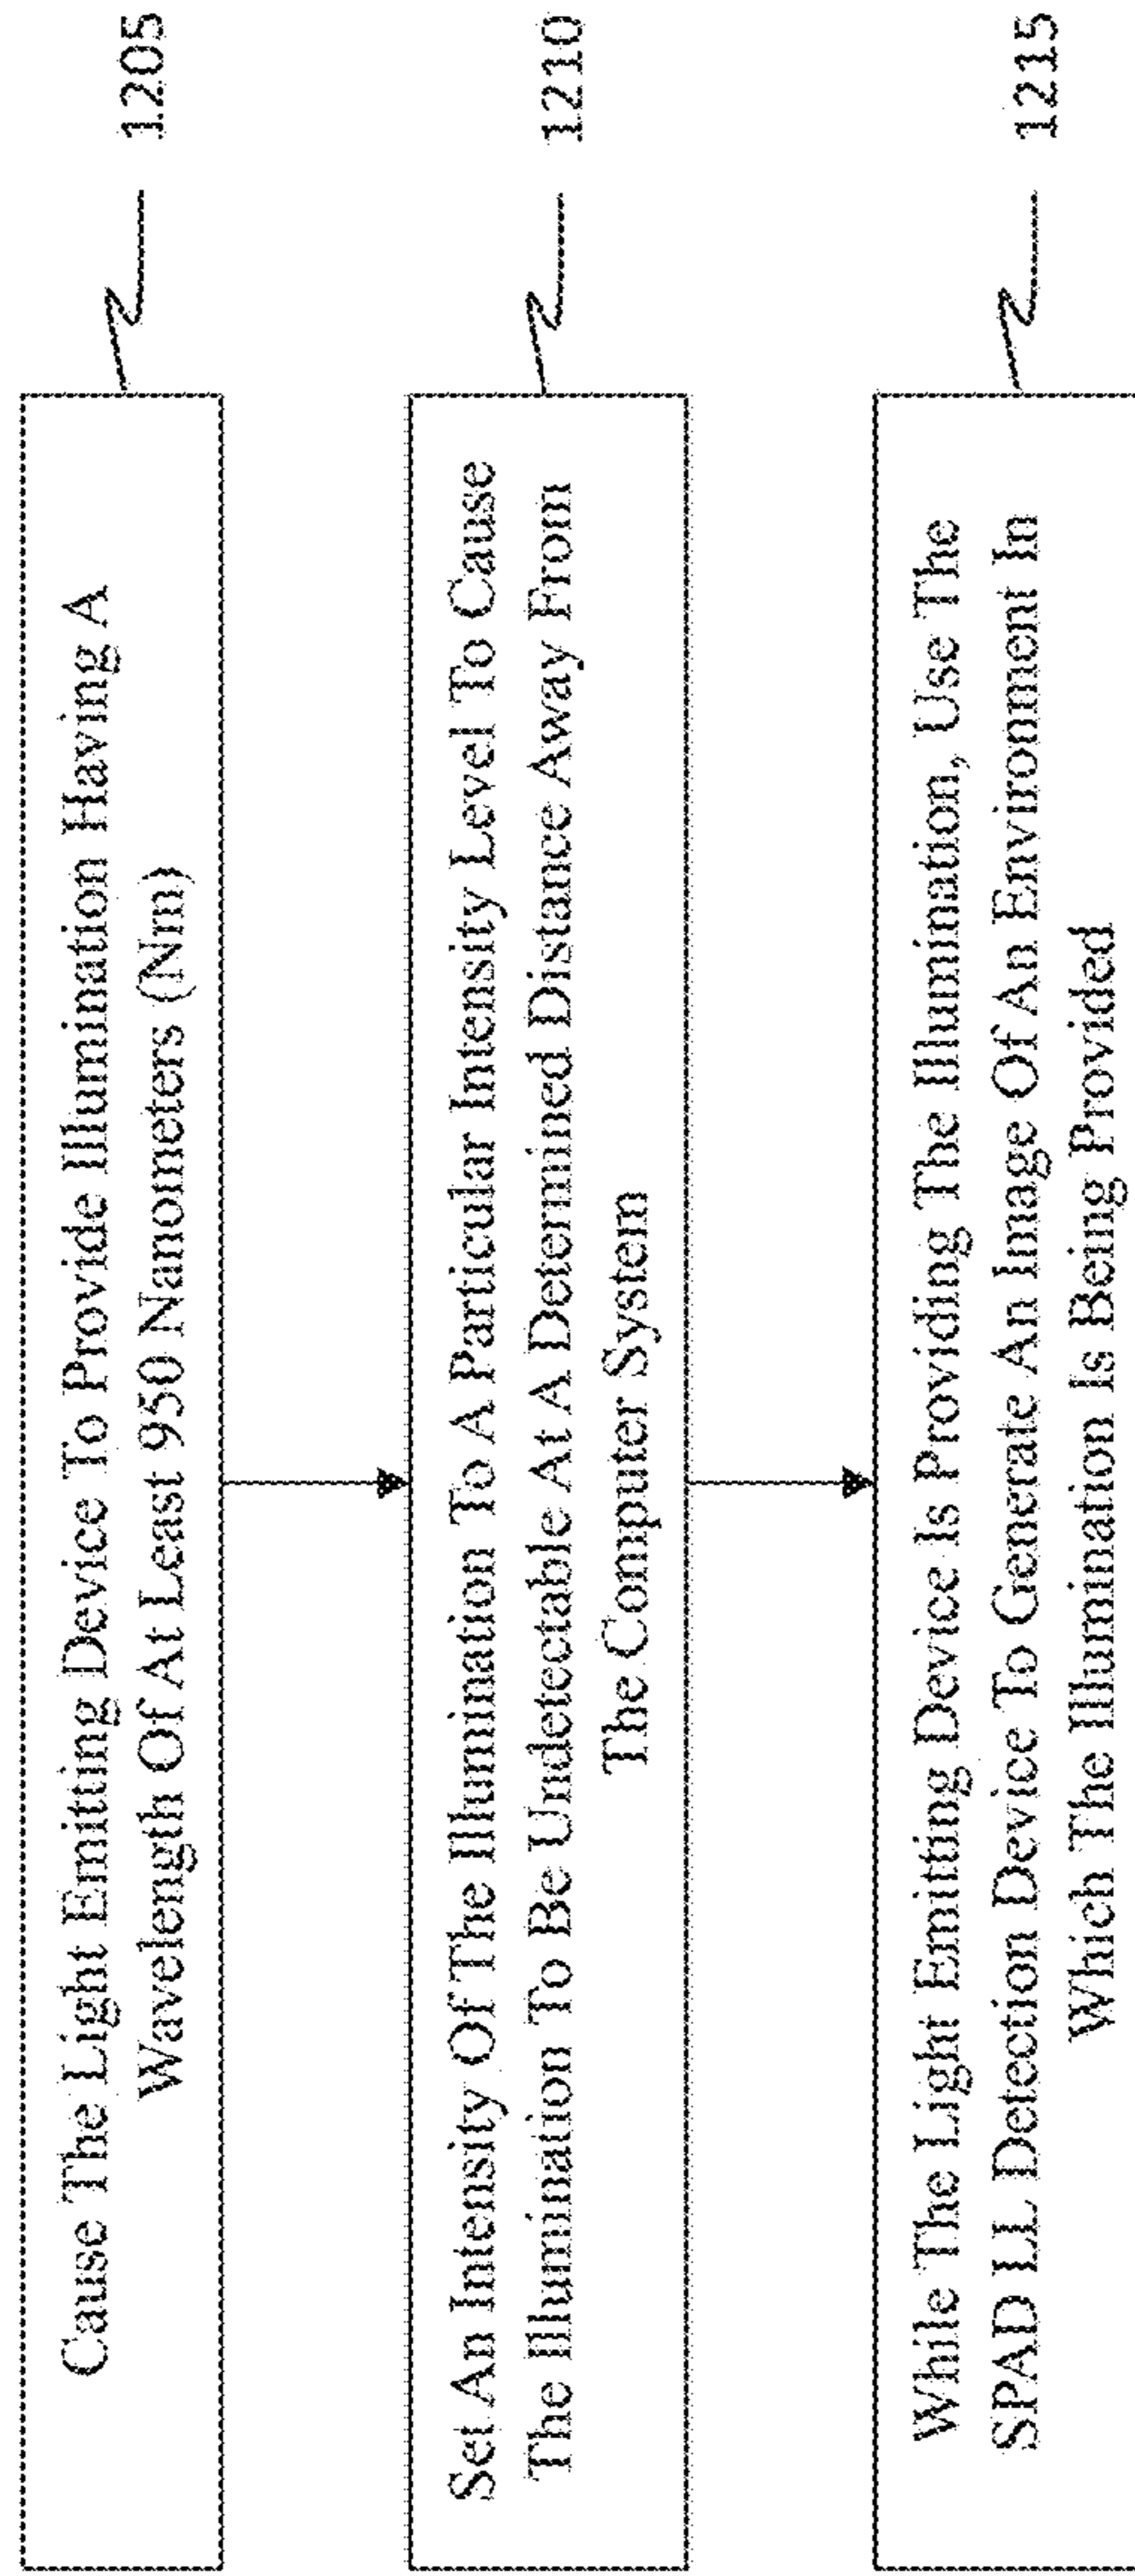 Cause The Light Emitting Device To Provide Illumination Having A
Wavelength Of At Least 950 Nanometers (Nm)
1205
Set An Intensity Of The Illumination To A Particular Intensity Level To Cause
The Illumination To Be Undetectable At A Determined Distance Away From
The Computer System
1210
While The Light Emitting Device Is Providing The Illumination, Use The
SPAD LL Detection Device To Generate An Image Of An Environment In
Which The Illumination Is Being Provided
1215